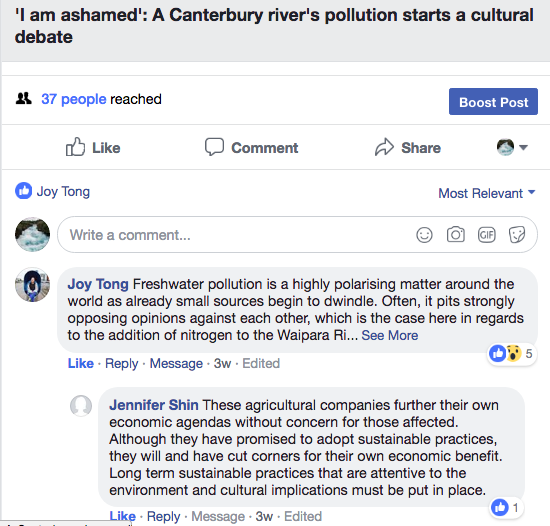 'I am ashamed': A Canterbury river's pollution starts a cultural
debate
37 people reached
Boost Post
Like
Comment
Share
Joy Tong
Most Relevant
Write a comment...
GIF
Joy Tong Freshwater pollution is a highly polarising matter around the
world as already small sources begin to dwindle. Often, it pits strongly
opposing opinions against each other, which is the case here in regards
to the addition of nitrogen to the Waipara Ri... See More
5
Like · Reply · Message · 3w · Edited
Jennifer Shin These agricultural companies further their own
economic agendas without concern for those affected.
Although they have promised to adopt sustainable practices,
they will and have cut corners for their own economic benefit.
Long term sustainable practices that are attentive to the
environment and cultural implications must be put in place.
1
Like · Reply · Message · 3w · Edited